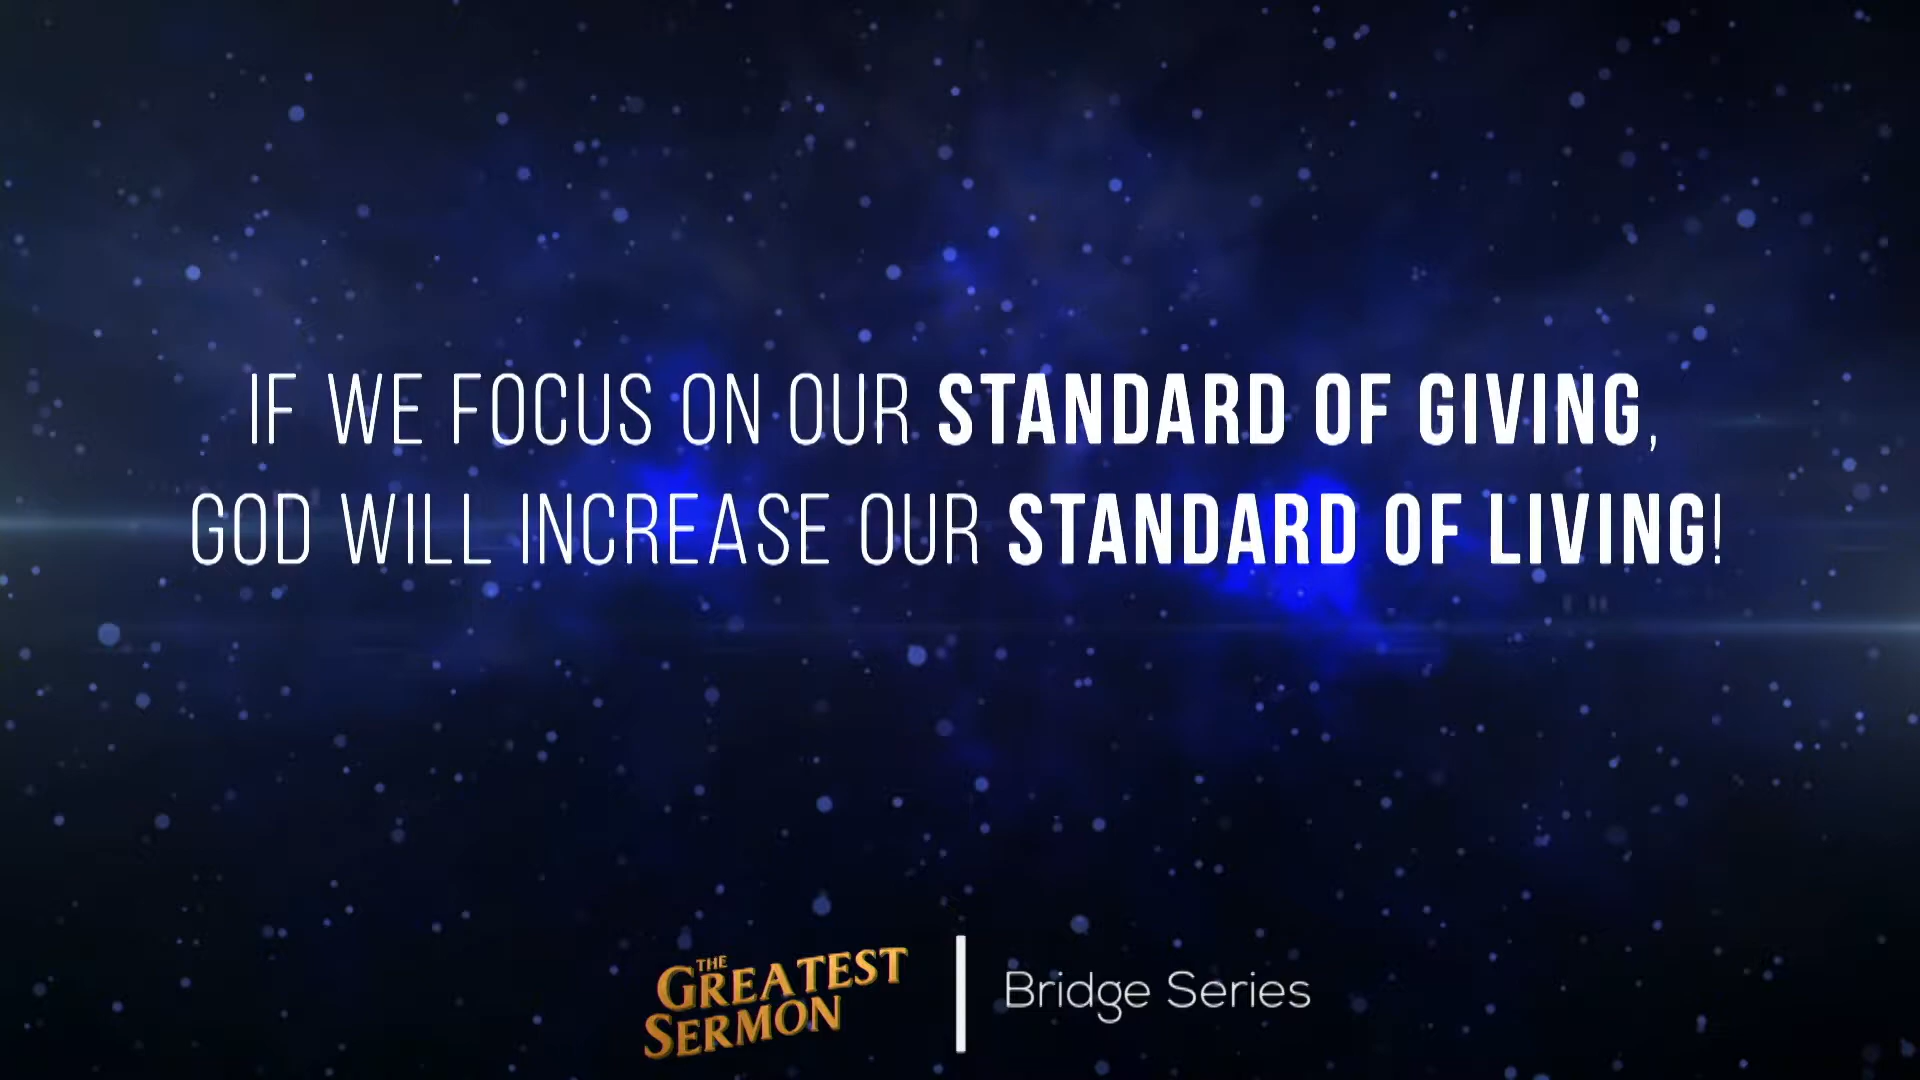 IF WE FOCUS ON OUR STANDARD OF GIVING,
GOD WILL INCREASE OUR STANDARD OF LIVING!
THE
GREATEST
SERMON
Bridge Series